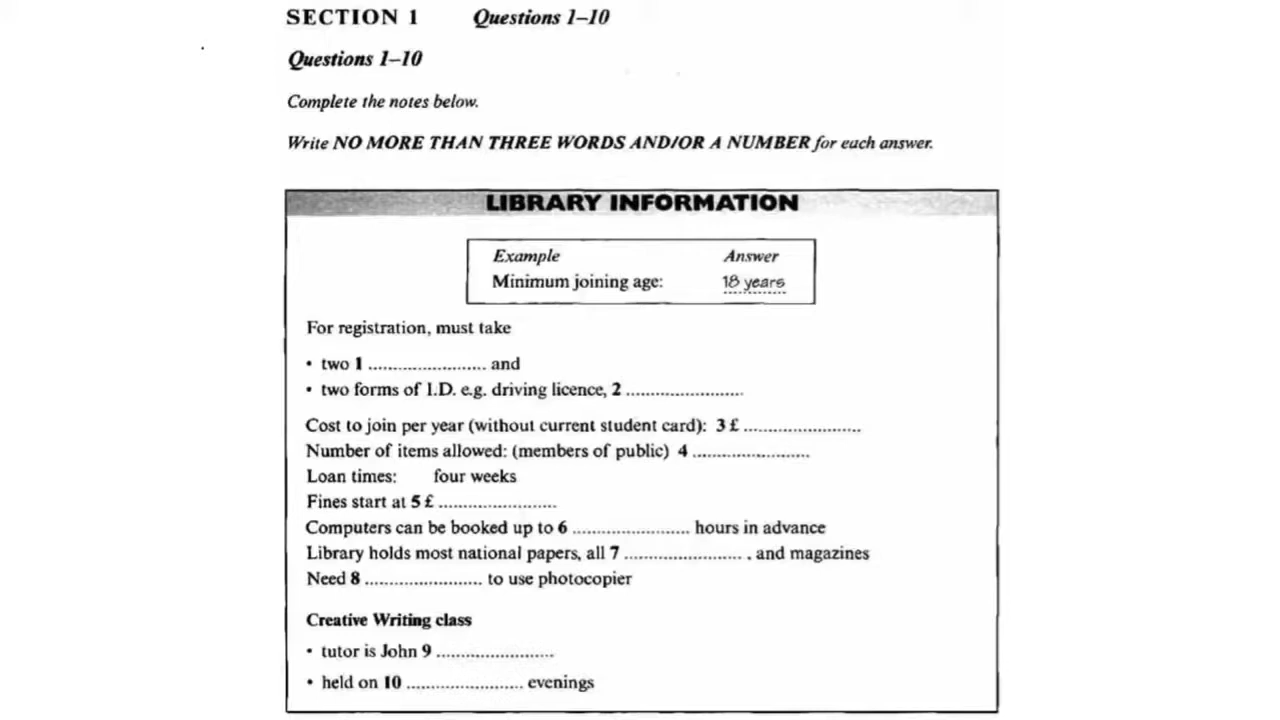 SECTION 1 Questions 1–10
Questions 1–10
Complete the notes below.
Write NO MORE THAN THREE WORDS AND/OR A NUMBER for each answer.
LIBRARY INFORMATION
Example Answer
Minimum joining age: 18 years
For registration, must take
• two 1 ........................ and
• two forms of I.D. e.g. driving licence, 2 ........................
Cost to join per year (without current student card): 3 £ ........................
Number of items allowed: (members of public) 4 ........................
Loan times: four weeks
Fines start at 5 £ ........................
Computers can be booked up to 6 ........................ hours in advance
Library holds most national papers, all 7 ........................ , and magazines
Need 8 ........................ to use photocopier
Creative Writing class
• tutor is John 9 ........................
• held on 10 ........................ evenings